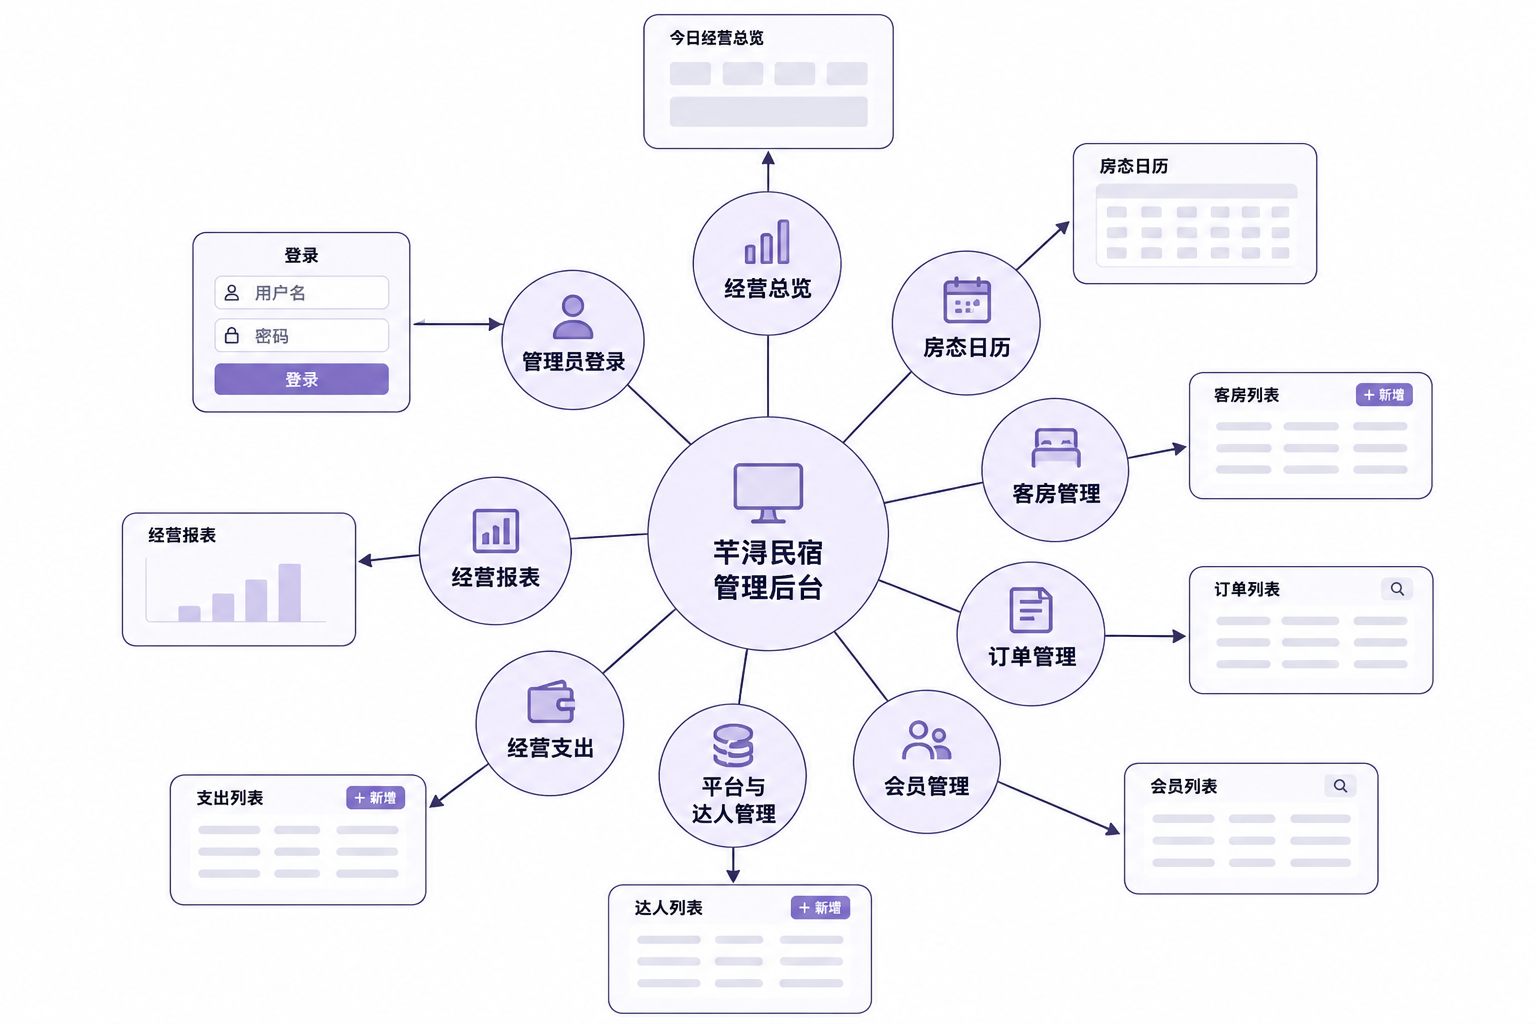 今日经营总览
经营总览
房态日历
房态日历
登录
用户名
密码
登录
管理员登录
客房列表
+ 新增
客房管理
芊浔民宿
管理后台
经营报表
经营报表
订单列表
订单管理
经营支出
支出列表
+ 新增
平台与
达人管理
会员管理
会员列表
达人列表
+ 新增